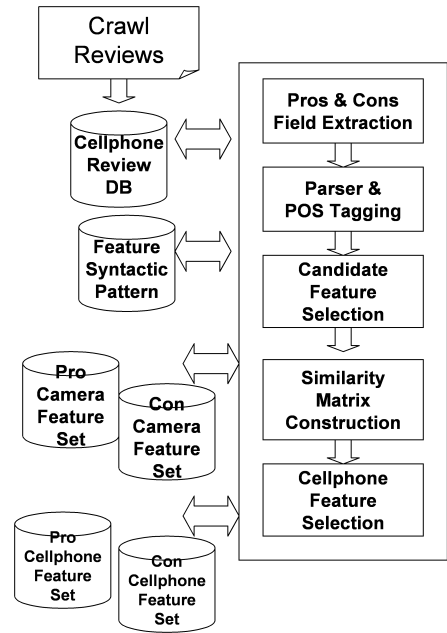 Crawl
Reviews
Cellphone
Review
DB
Feature
Syntactic
Pattern
Pro
Camera
Feature
Set
Con
Camera
Feature
Set
Pro
Cellphone
Feature
Set
Con
Cellphone
Feature
Set
Pros & Cons
Field Extraction
Parser &
POS Tagging
Candidate
Feature
Selection
Similarity
Matrix
Construction
Cellphone
Feature
Selection